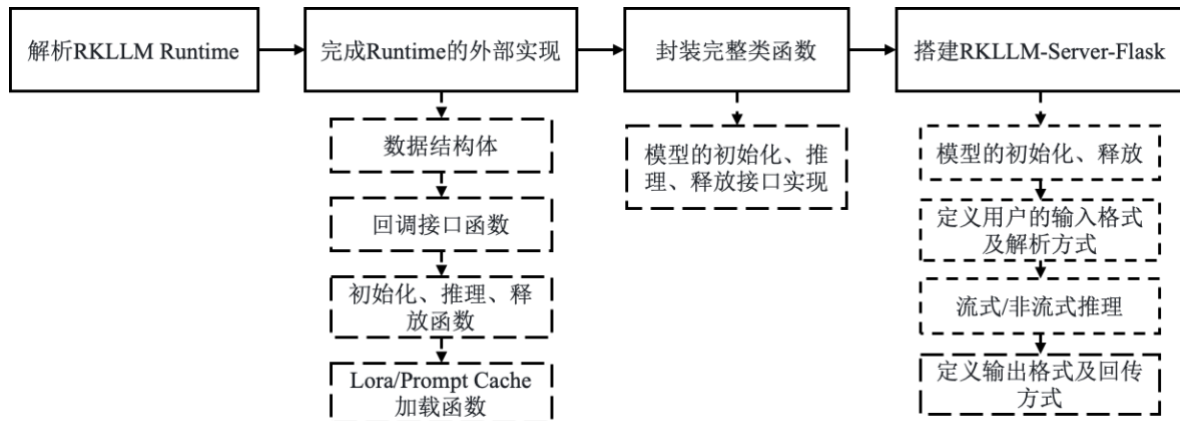 解析RKLLM Runtime
完成Runtime的外部实现
封装完整类函数
搭建RKLLM-Server-Flask
数据结构体
回调接口函数
初始化、推理、释
放函数
Lora/Prompt Cache
加载函数
模型的初始化、推
理、释放接口实现
模型的初始化、释放
定义用户的输入格式
及解析方式
流式/非流式推理
定义输出格式及回传
方式